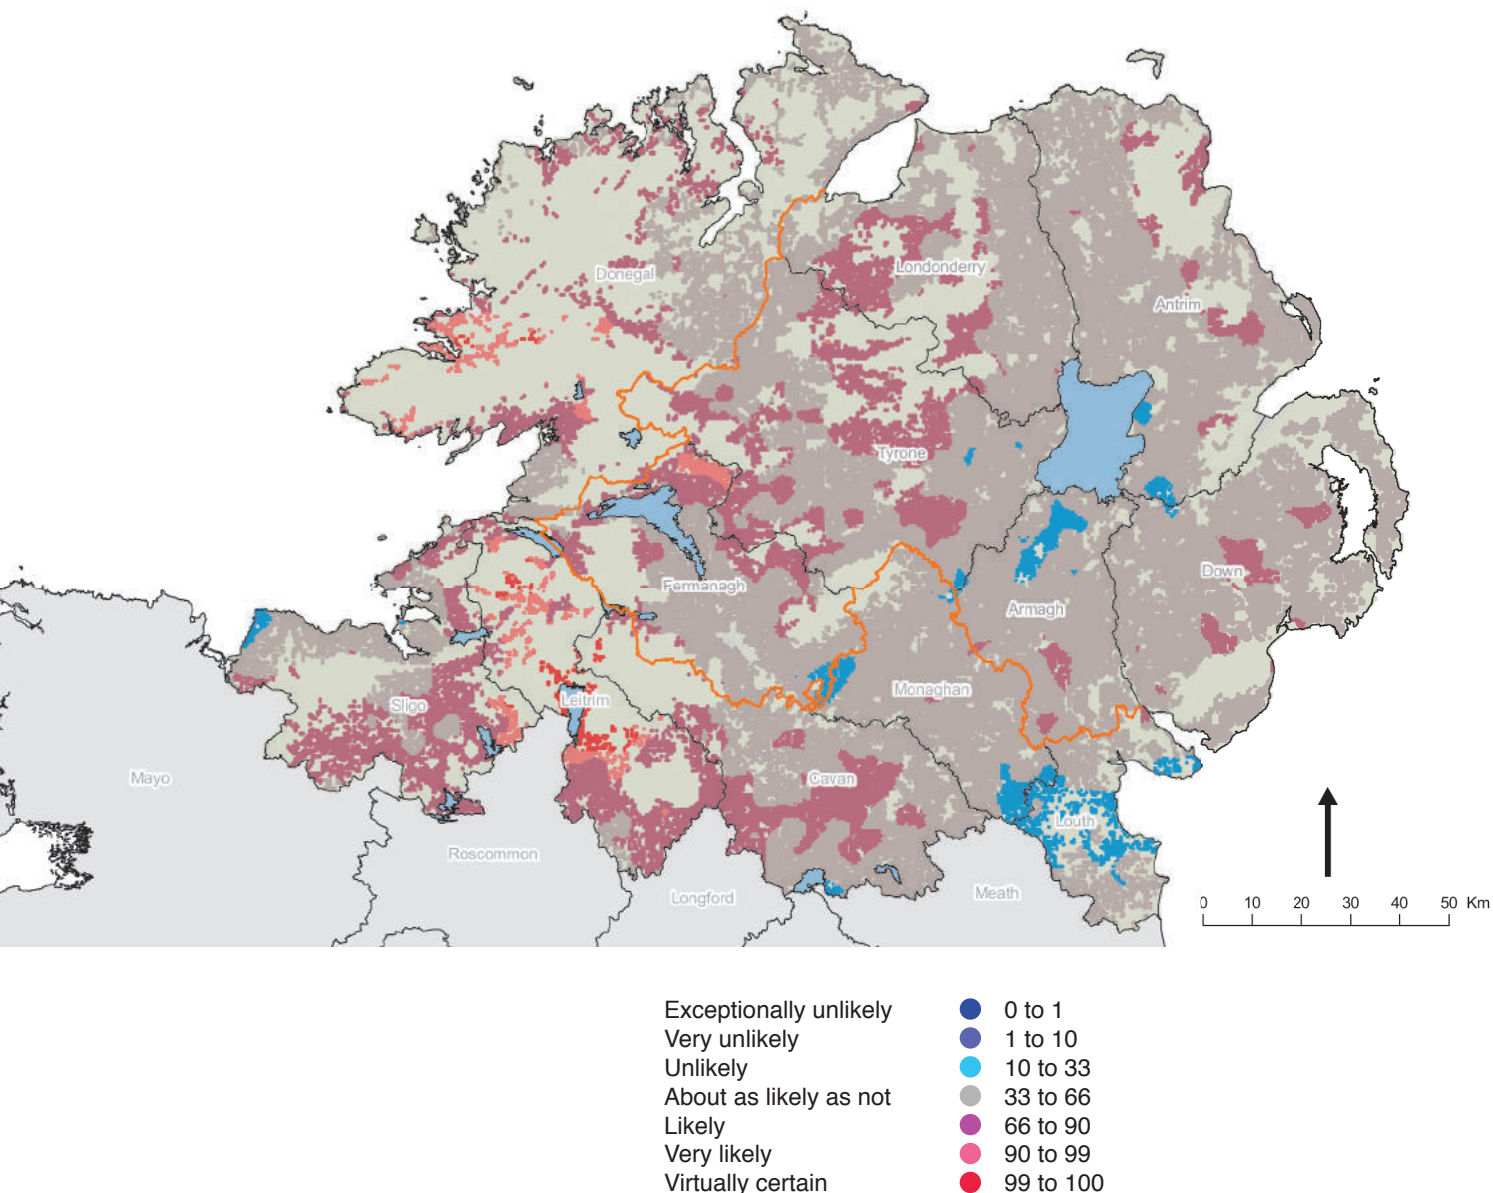 Donegal
Londonderry
Antrim
Tyrone
Fermanagh
Down
Armagh
Monaghan
Sligo
Leitrim
Mayo
Cavan
Louth
Roscommon
Longford
Meath
0 10 20 30 40 50 Km
Exceptionally unlikely 0 to 1
Very unlikely 1 to 10
Unlikely 10 to 33
About as likely as not 33 to 66
Likely 66 to 90
Very likely 90 to 99
Virtually certain 99 to 100